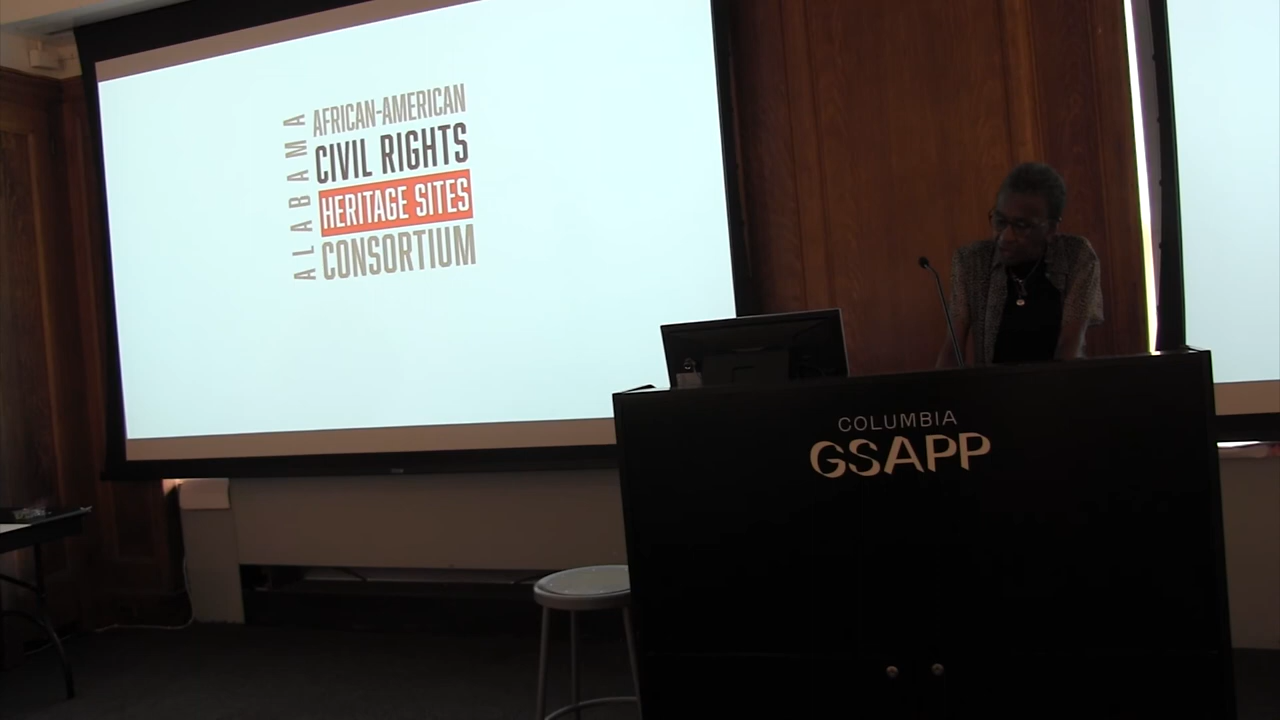 ALABAMA
AFRICAN-AMERICAN
CIVIL RIGHTS
HERITAGE SITES
CONSORTIUM
COLUMBIA
GSAPP